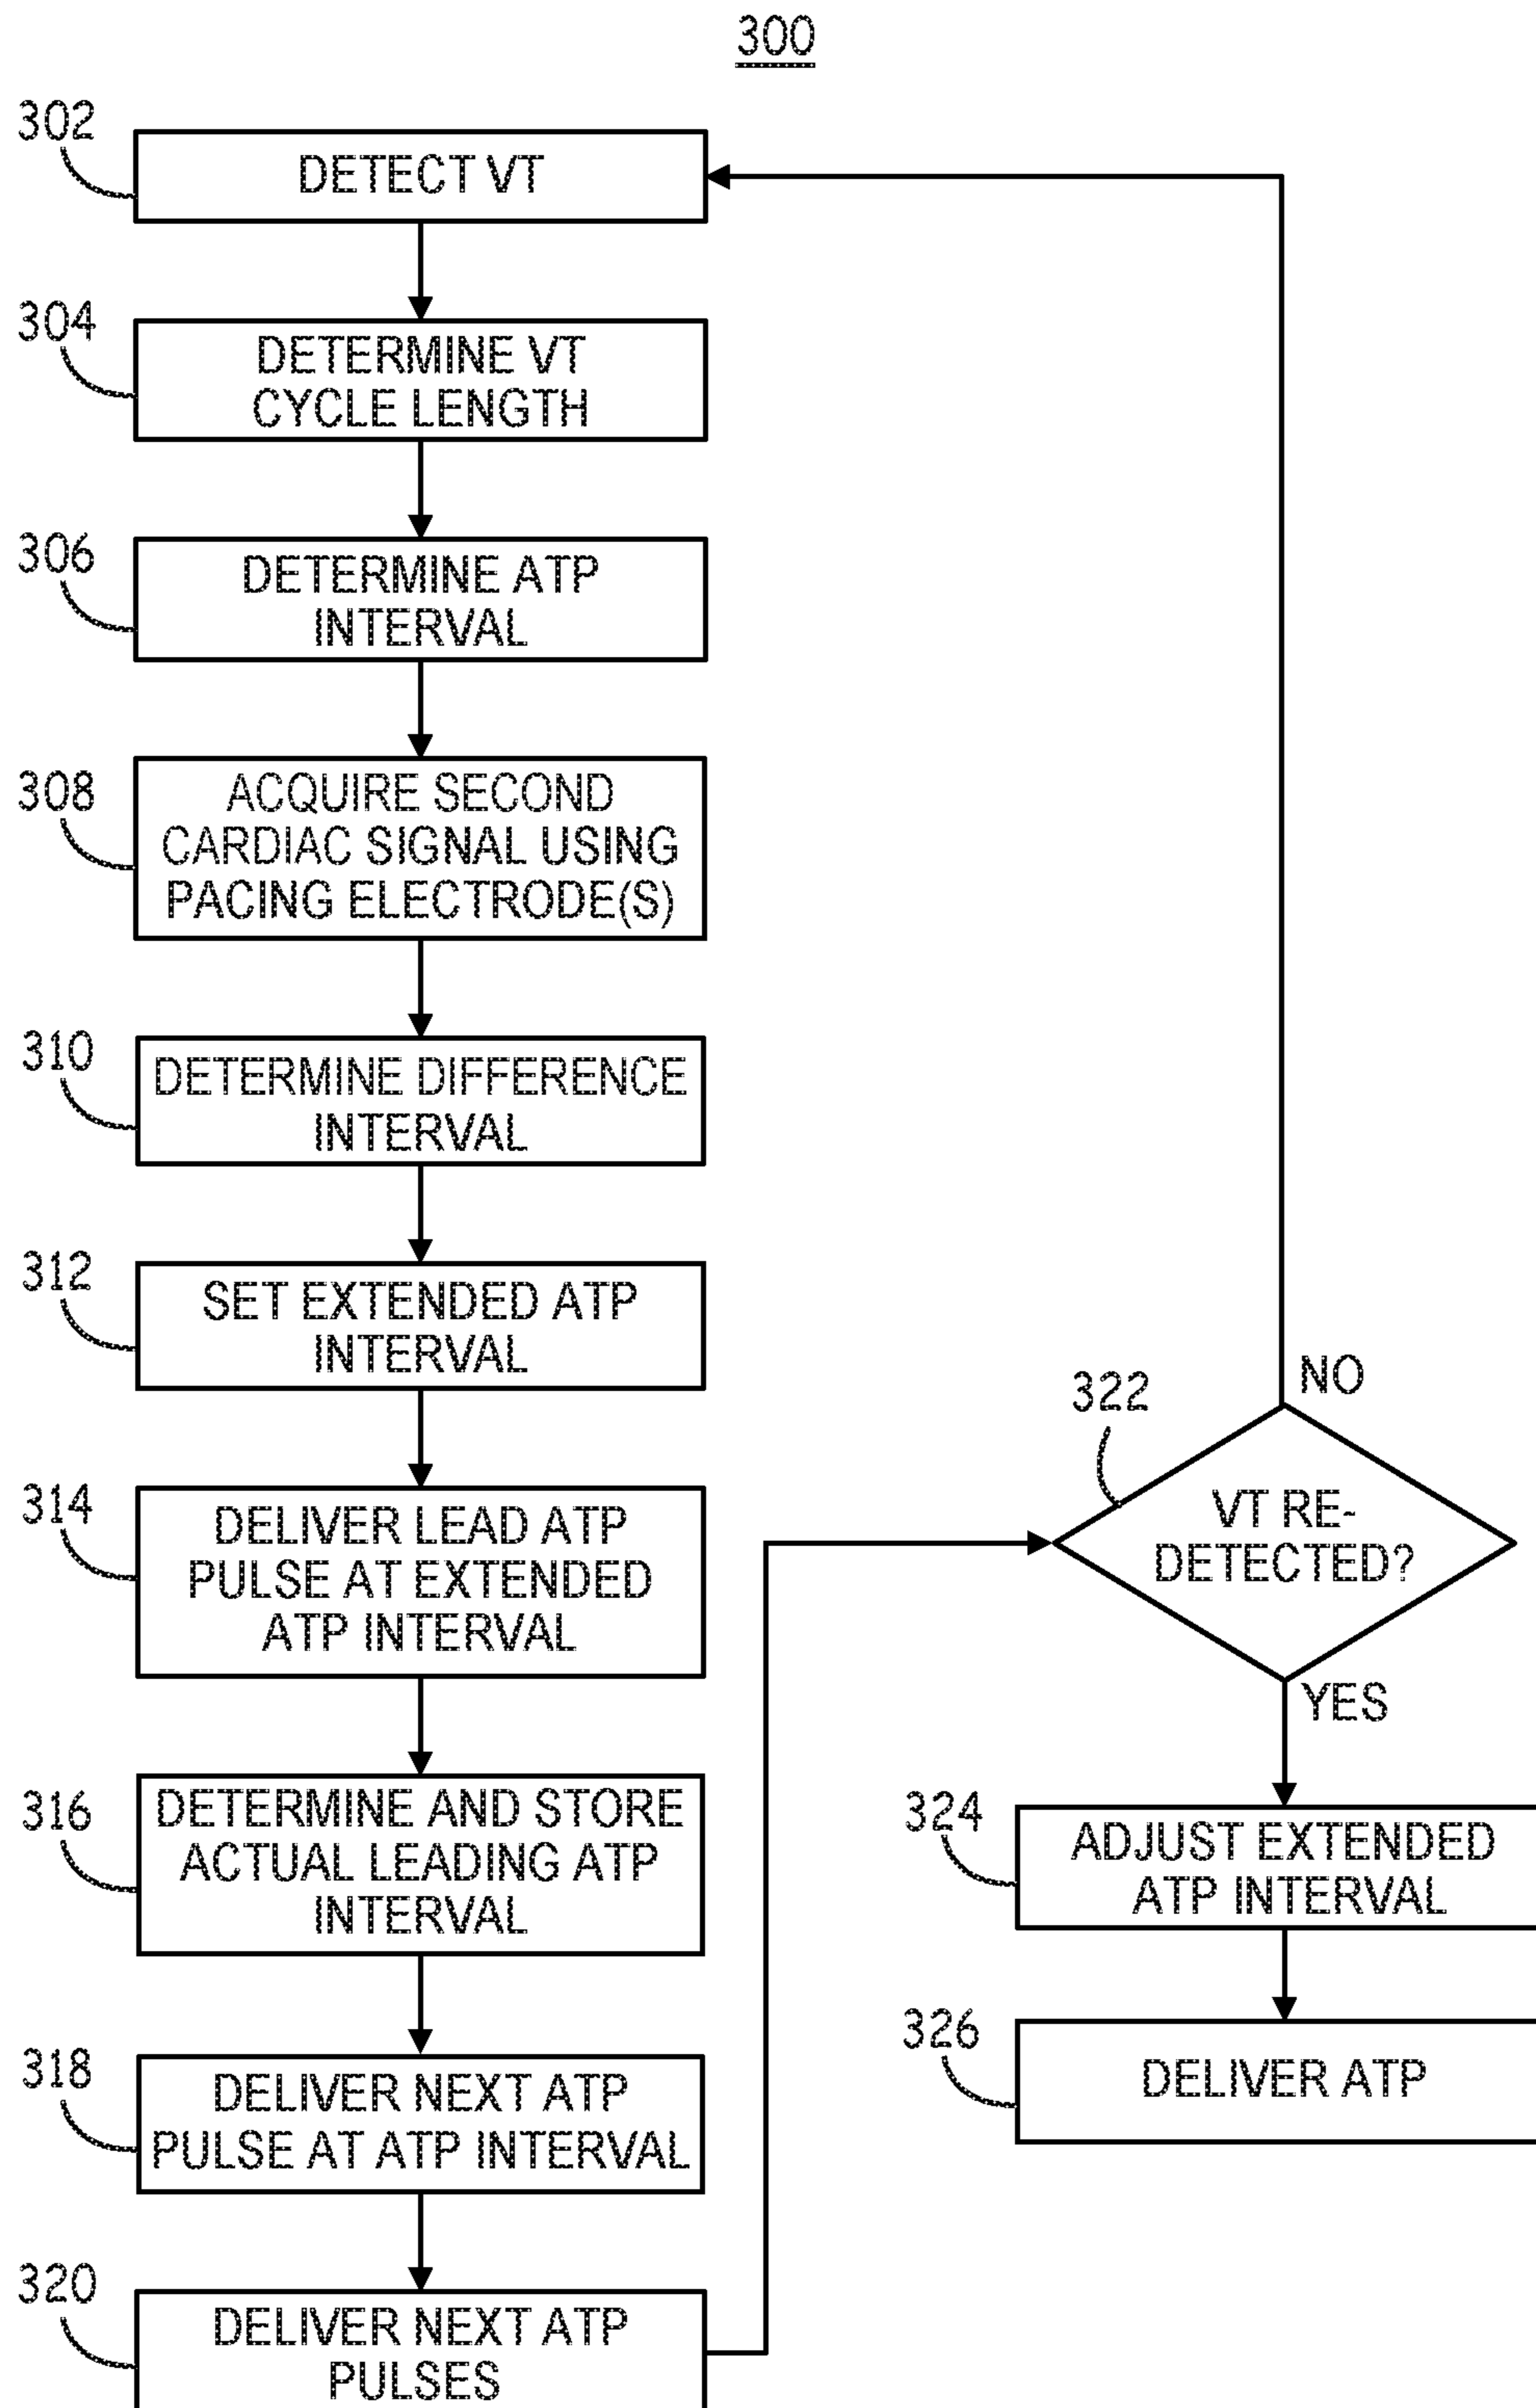 300
302
DETECT VT
304
DETERMINE VT
CYCLE LENGTH
306
DETERMINE ATP
INTERVAL
308
ACQUIRE SECOND
CARDIAC SIGNAL USING
PACING ELECTRODE(S)
310
DETERMINE DIFFERENCE
INTERVAL
312
SET EXTENDED ATP
INTERVAL
314
DELIVER LEAD ATP
PULSE AT EXTENDED
ATP INTERVAL
316
DETERMINE AND STORE
ACTUAL LEADING ATP
INTERVAL
318
DELIVER NEXT ATP
PULSE AT ATP INTERVAL
320
DELIVER NEXT ATP
PULSES
322
NO
VT RE-
DETECTED?
YES
324
ADJUST EXTENDED
ATP INTERVAL
326
DELIVER ATP